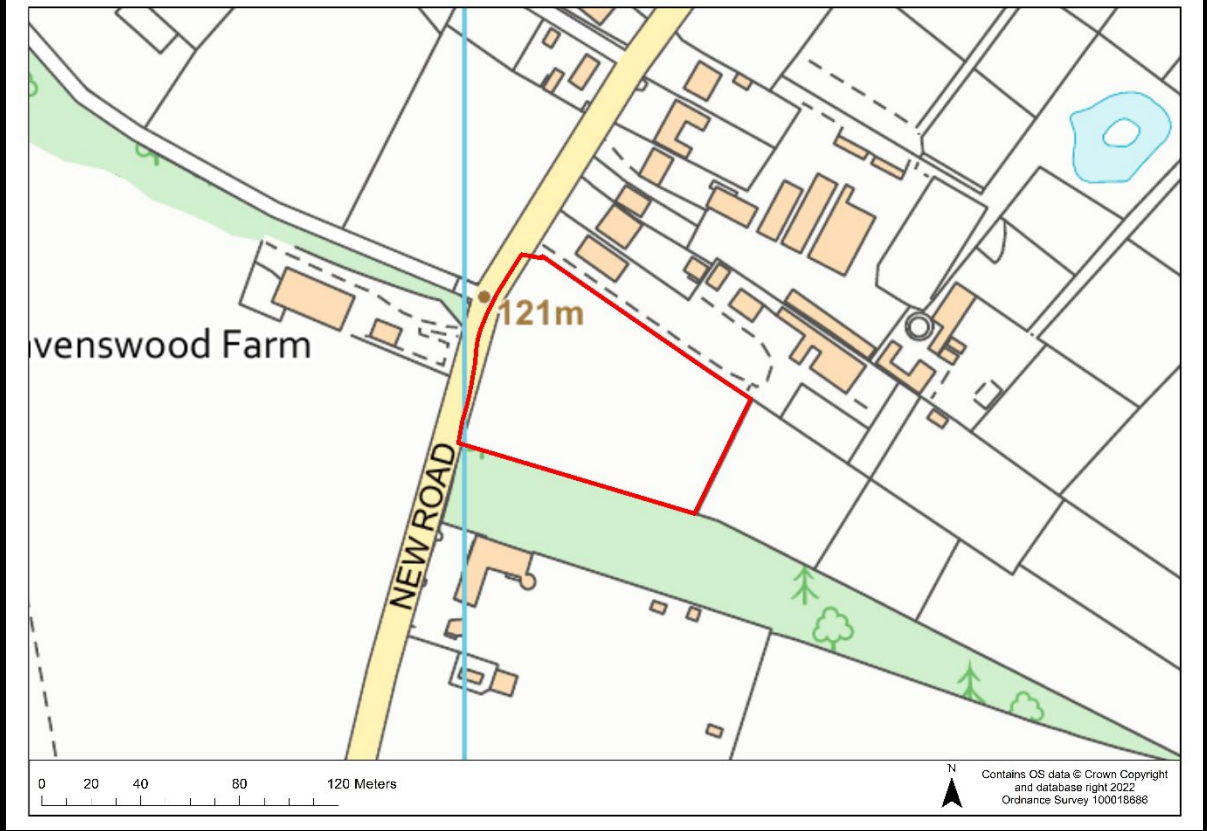 121m
venswood Farm
NEW ROAD
0 20 40 80 120 Meters
N
Contains OS data © Crown Copyright
and database right 2022
Ordnance Survey 100018686